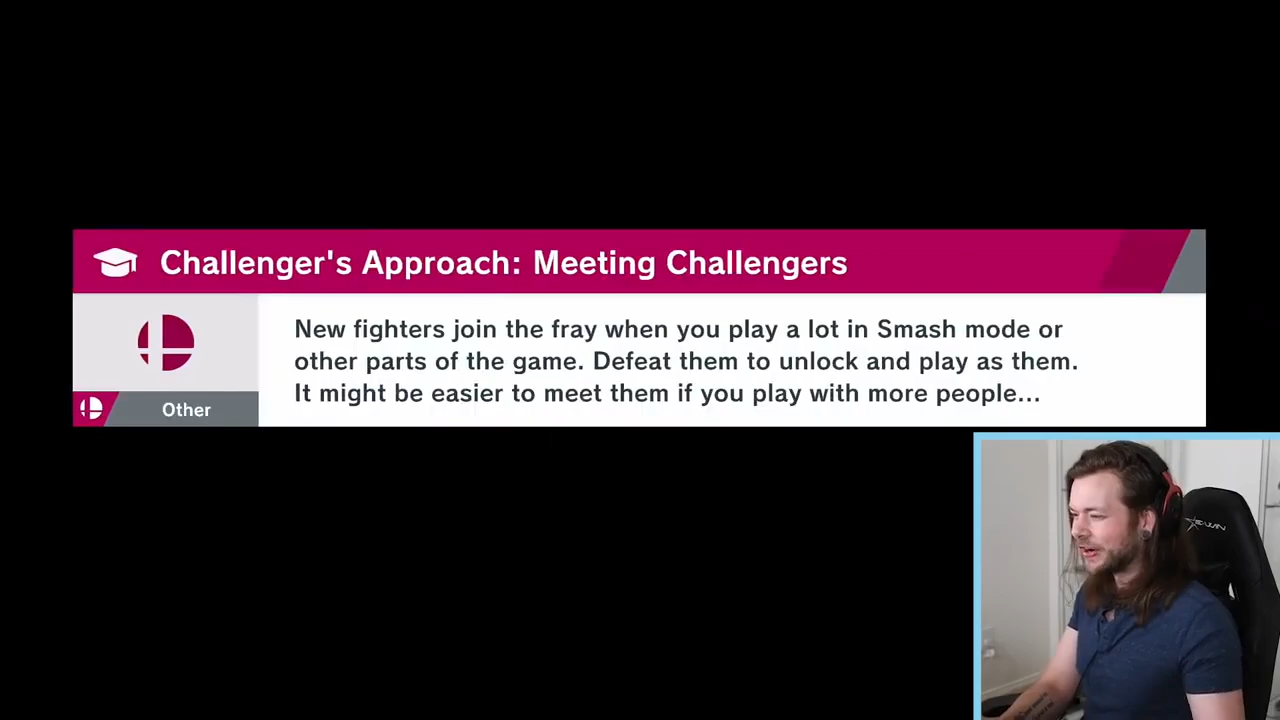 Challenger's Approach: Meeting Challengers
New fighters join the fray when you play a lot in Smash mode or
other parts of the game. Defeat them to unlock and play as them.
It might be easier to meet them if you play with more people...
Other